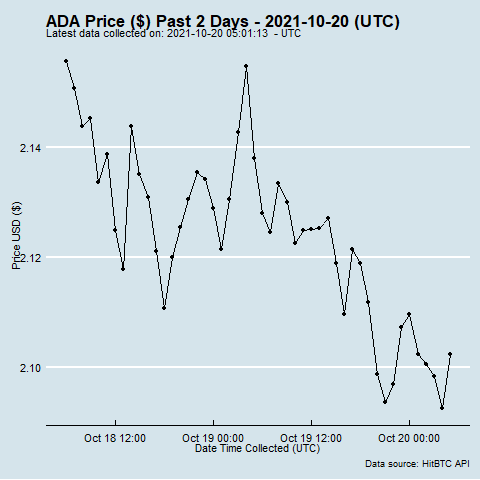 ADA Price ($) Past 2 Days - 2021-10-20 (UTC)
Latest data collected on: 2021-10-20 05:01:13 - UTC
2.14
2.12
2.10
Price USD ($)
Oct 18 12:00 Oct 19 00:00 Oct 19 12:00 Oct 20 00:00
Date Time Collected (UTC)
Data source: HitBTC API